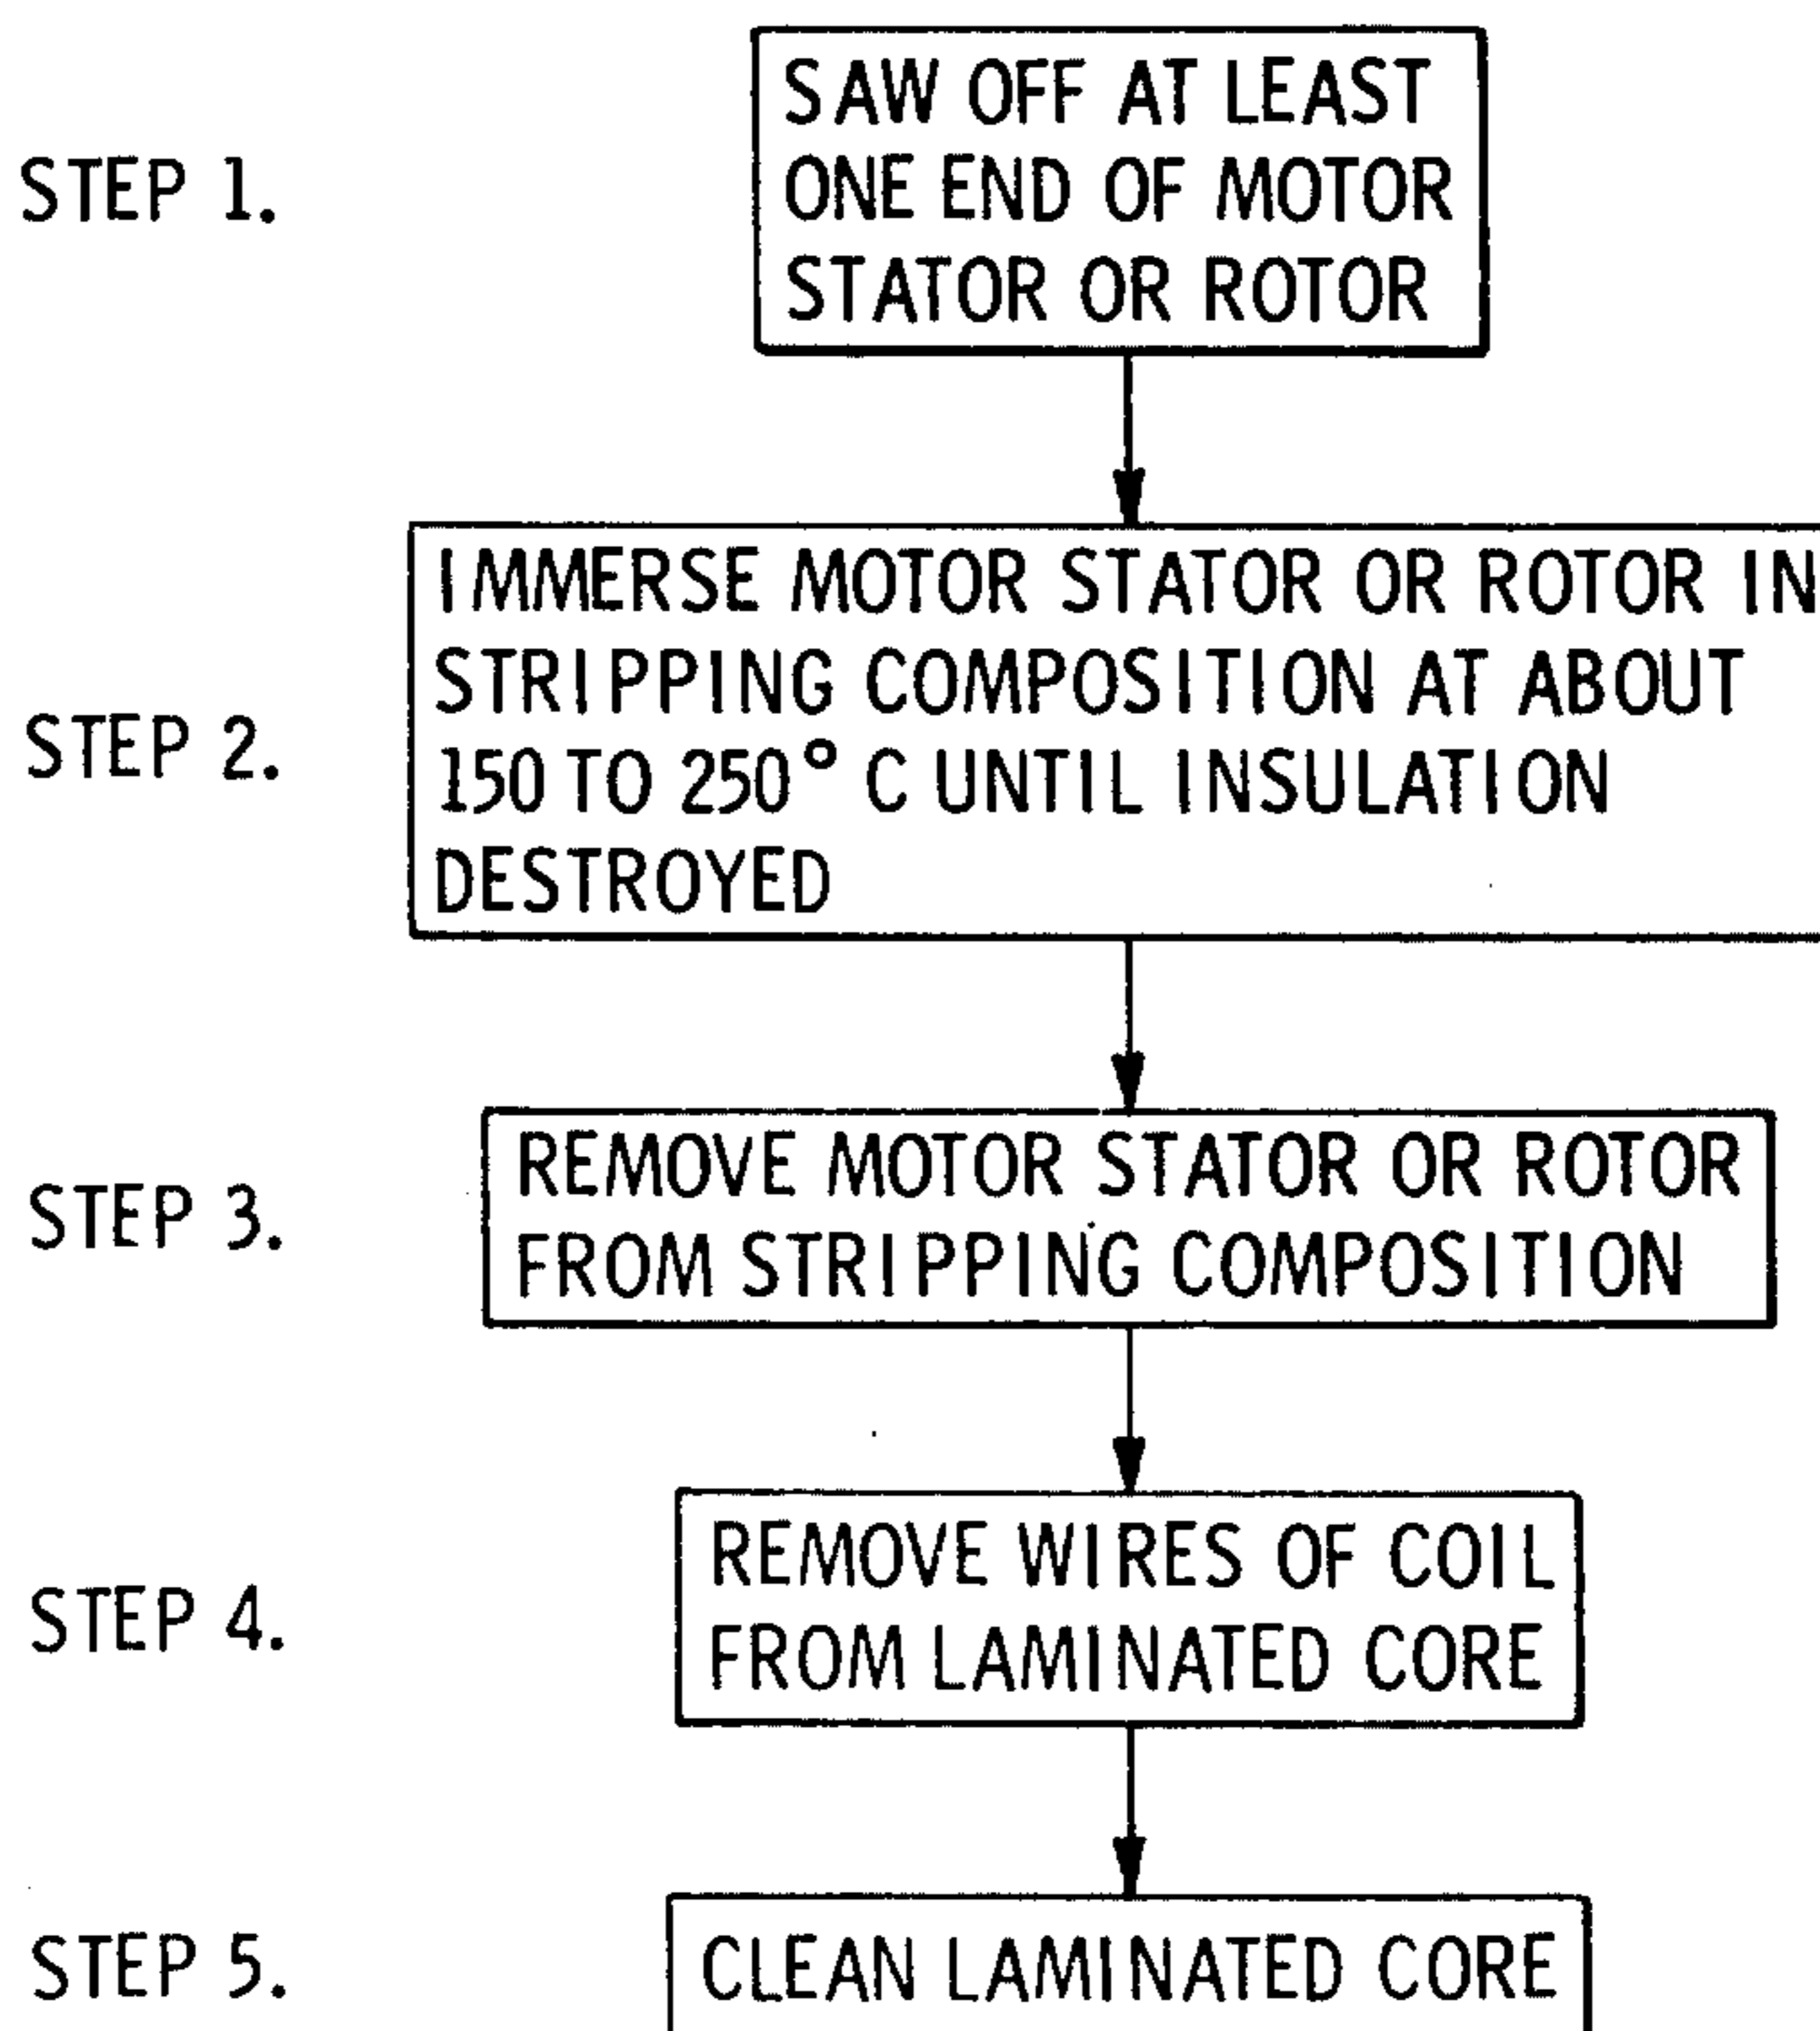 STEP 1.
SAW OFF AT LEAST
ONE END OF MOTOR
STATOR OR ROTOR
STEP 2.
IMMERSE MOTOR STATOR OR ROTOR IN
STRIPPING COMPOSITION AT ABOUT
150 TO 250° C UNTIL INSULATION
DESTROYED
STEP 3.
REMOVE MOTOR STATOR OR ROTOR
FROM STRIPPING COMPOSITION
STEP 4.
REMOVE WIRES OF COIL
FROM LAMINATED CORE
STEP 5.
CLEAN LAMINATED CORE